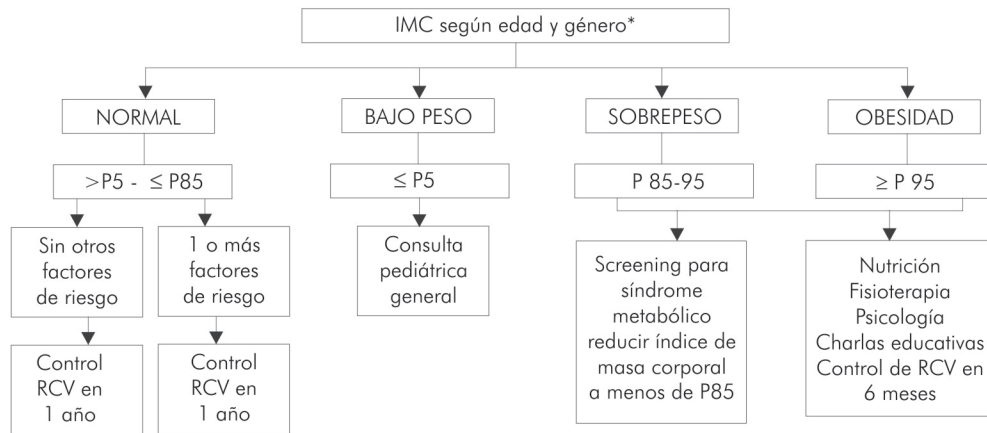 IMC según edad y género*
NORMAL
BAJO PESO
SOBREPESO
OBESIDAD
>P5 - ≤ P85
≤ P5
P 85-95
≥ P 95
Sin otros
factores
de riesgo
1 o más
factores
de riesgo
Consulta
pediátrica
general
Screening para
síndrome
metabólico
reducir índice de
masa corporal
a menos de P85
Nutrición
Fisioterapia
Psicología
Charlas educativas
Control de RCV en
6 meses
Control
RCV en
1 año
Control
RCV en
1 año